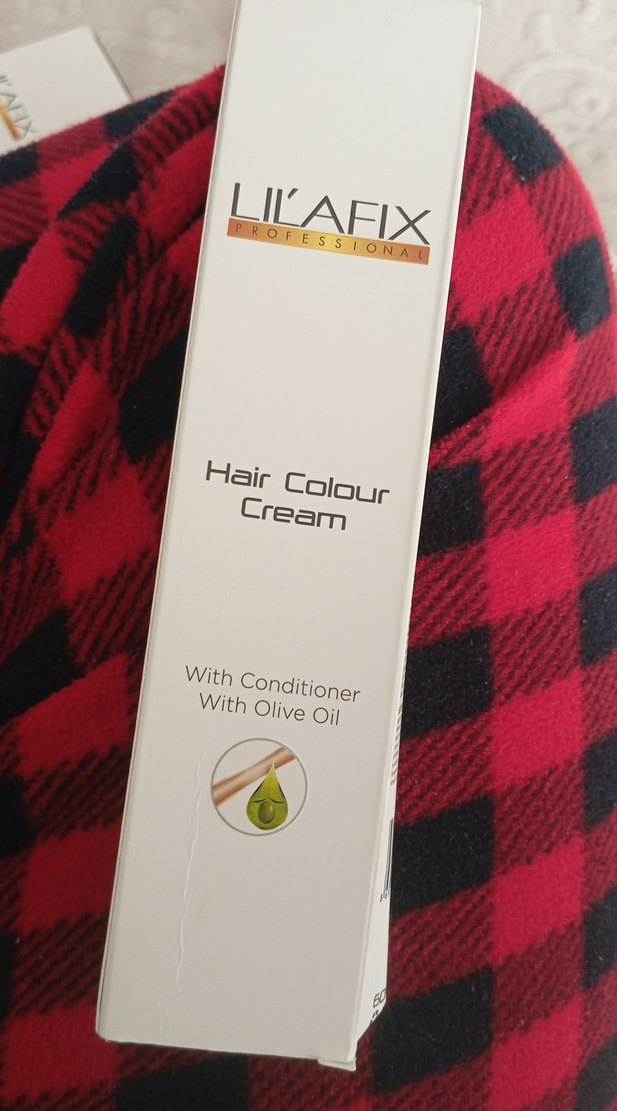 LIL'AFIX
PROFESSIONAL
Hair Colour
Cream
With Conditioner
With Olive Oil